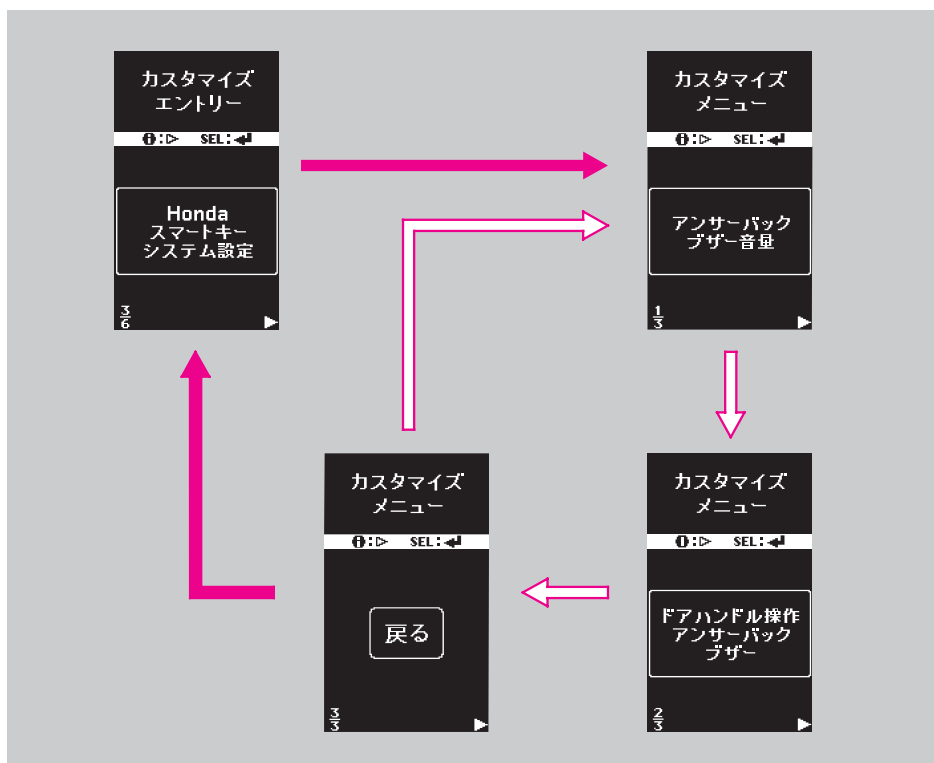 カスタマイズ
エントリー
i:▷ SEL:↵
Honda
スマートキー
システム設定
3/6
カスタマイズ
メニュー
i:▷ SEL:↵
アンサーバック
ブザー音量
1/3
カスタマイズ
メニュー
i:▷ SEL:↵
戻る
3/3
カスタマイズ
メニュー
i:▷ SEL:↵
ドアハンドル操作
アンサーバック
ブザー
2/3